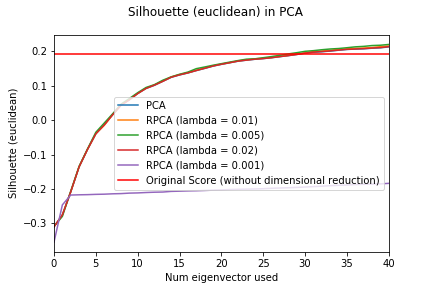 Silhouette (euclidean) in PCA
Silhouette (euclidean)
0.2
0.1
0.0
−0.1
−0.2
−0.3
PCA
RPCA (lambda = 0.01)
RPCA (lambda = 0.005)
RPCA (lambda = 0.02)
RPCA (lambda = 0.001)
Original Score (without dimensional reduction)
0 5 10 15 20 25 30 35 40
Num eigenvector used